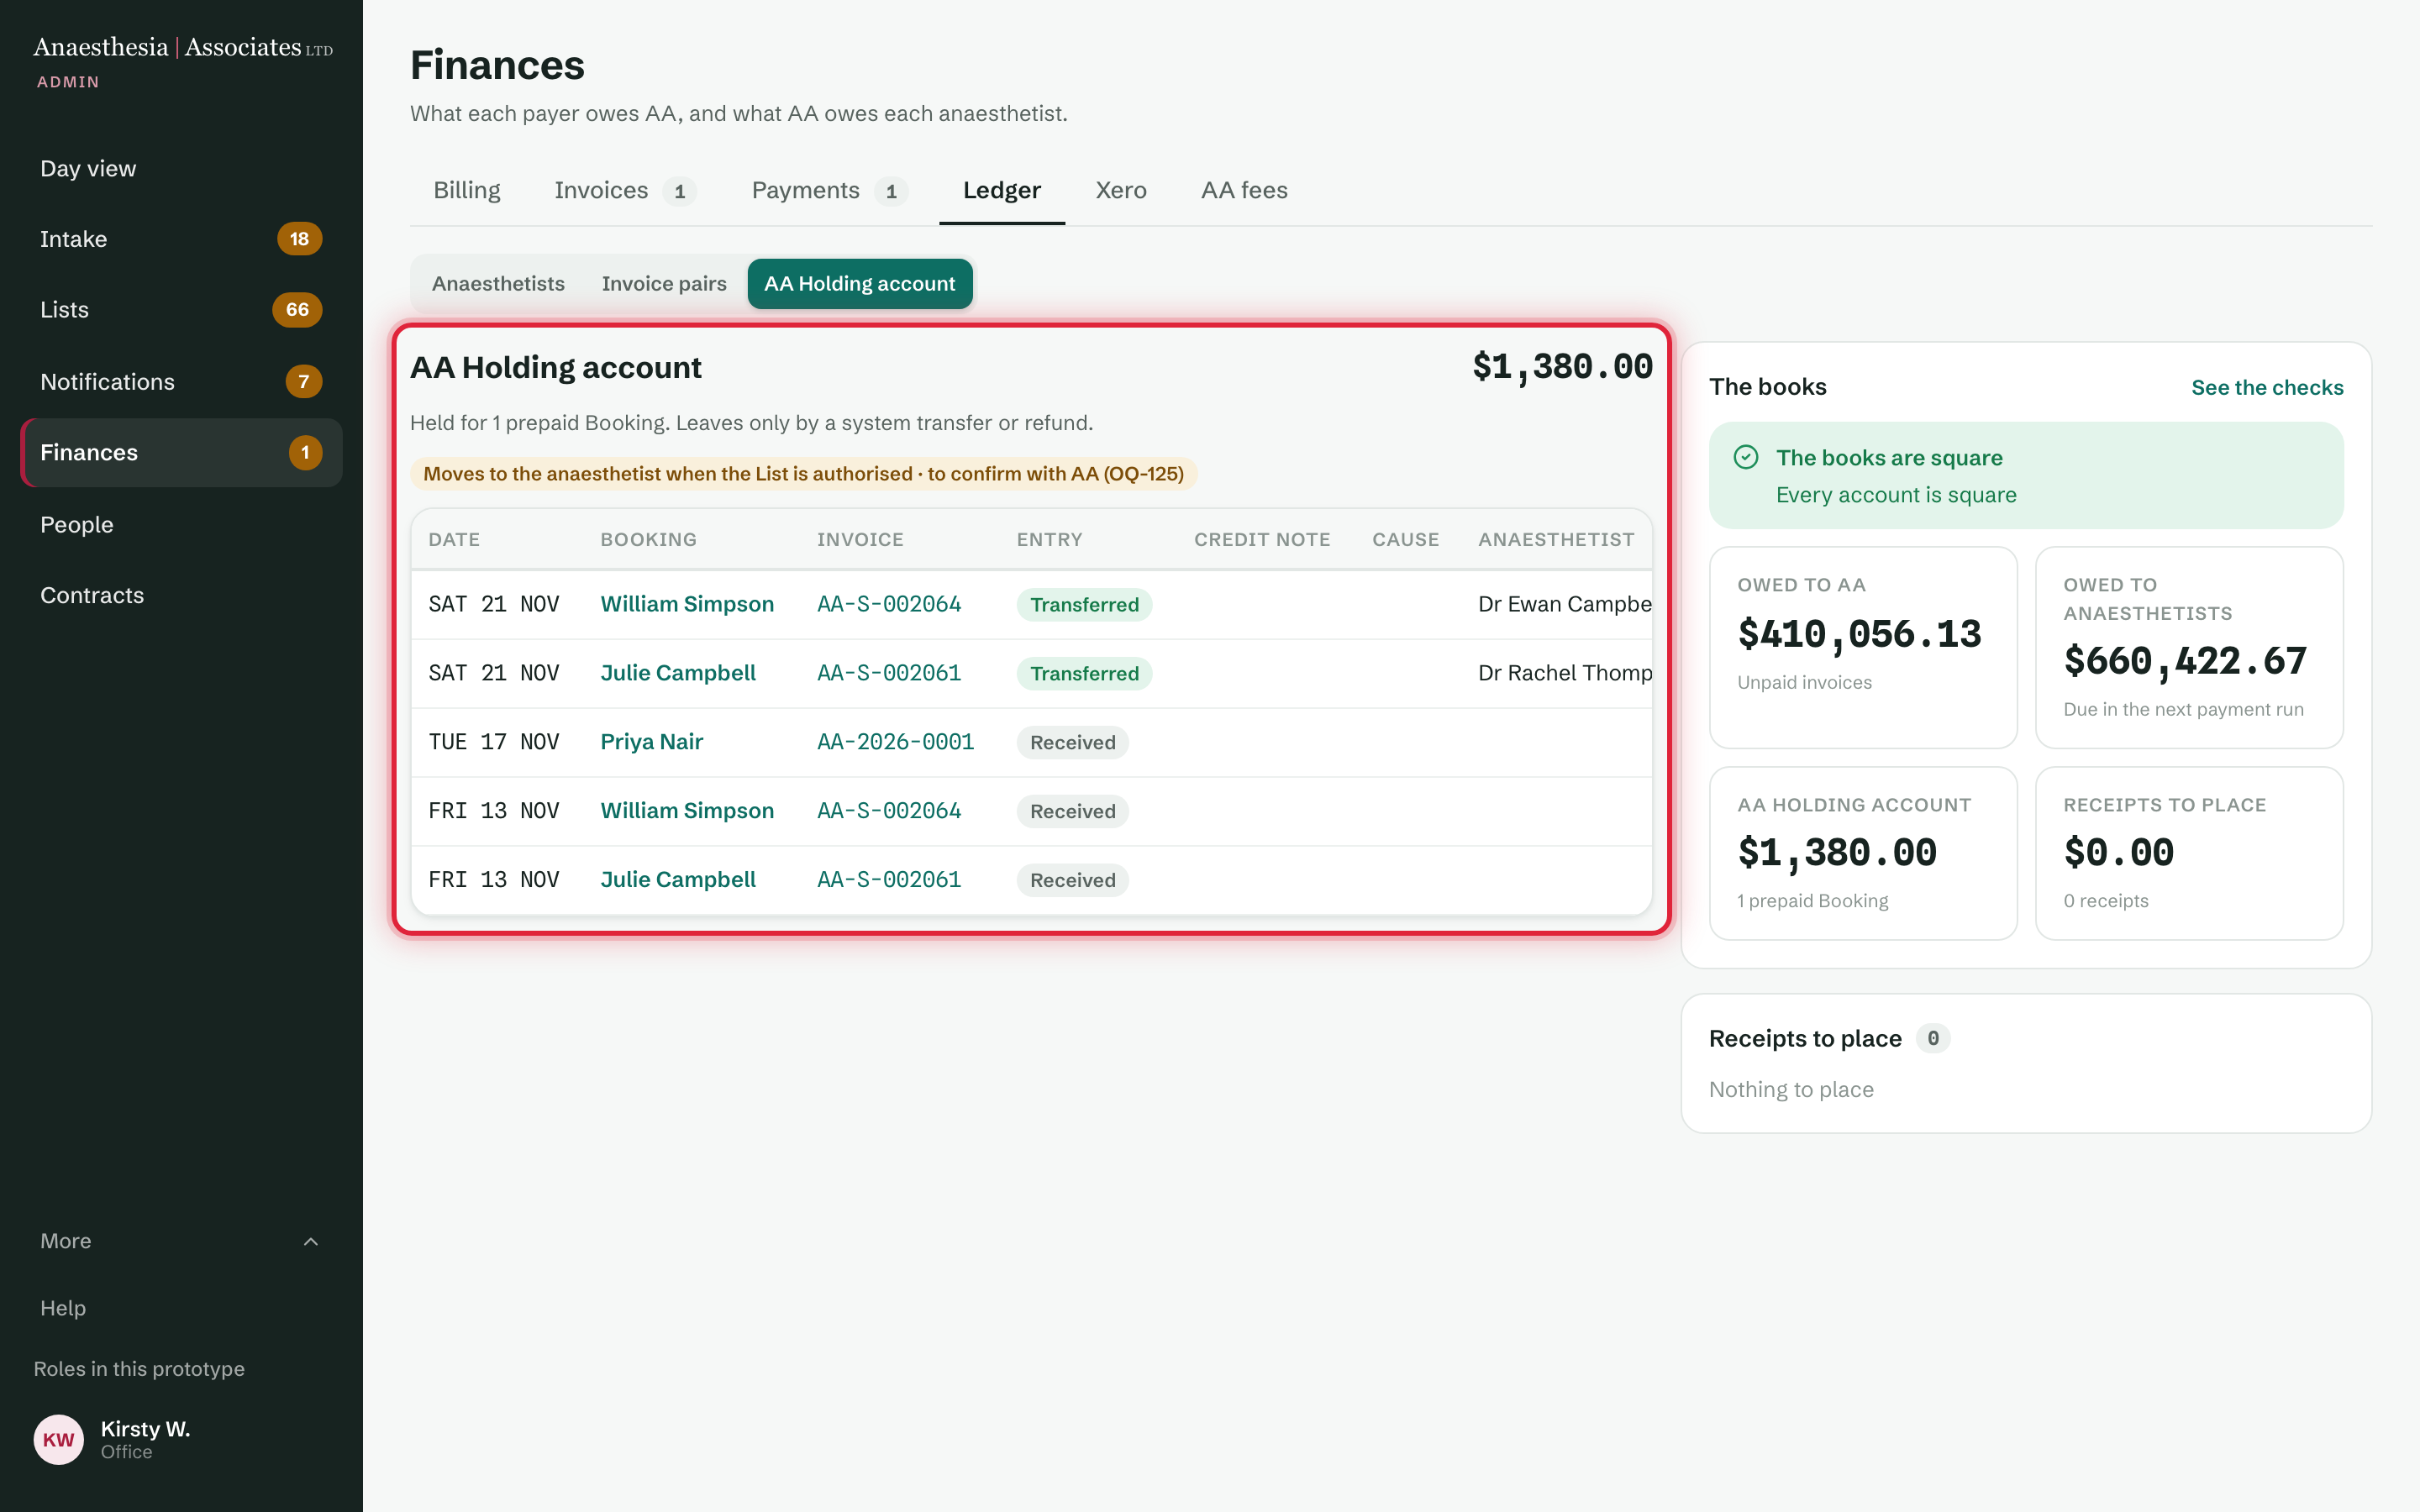 Anaesthesia | Associates LTD
ADMIN
Day view
Intake 18
Lists 66
Notifications 7
Finances 1
People
Contracts
More
Help
Roles in this prototype
KW
Kirsty W.
Office
Finances
What each payer owes AA, and what AA owes each anaesthetist.
Billing Invoices 1 Payments 1 Ledger Xero AA fees
Anaesthetists Invoice pairs AA Holding account
AA Holding account $1,380.00
Held for 1 prepaid Booking. Leaves only by a system transfer or refund.
Moves to the anaesthetist when the List is authorised · to confirm with AA (OQ-125)
DATE BOOKING INVOICE ENTRY CREDIT NOTE CAUSE ANAESTHETIST
SAT 21 NOV William Simpson AA-S-002064 Transferred Dr Ewan Campbe
SAT 21 NOV Julie Campbell AA-S-002061 Transferred Dr Rachel Thomp
TUE 17 NOV Priya Nair AA-2026-0001 Received
FRI 13 NOV William Simpson AA-S-002064 Received
FRI 13 NOV Julie Campbell AA-S-002061 Received
The books See the checks
The books are square
Every account is square
OWED TO AA
$410,056.13
Unpaid invoices
OWED TO
ANAESTHETISTS
$660,422.67
Due in the next payment run
AA HOLDING ACCOUNT
$1,380.00
1 prepaid Booking
RECEIPTS TO PLACE
$0.00
0 receipts
Receipts to place 0
Nothing to place